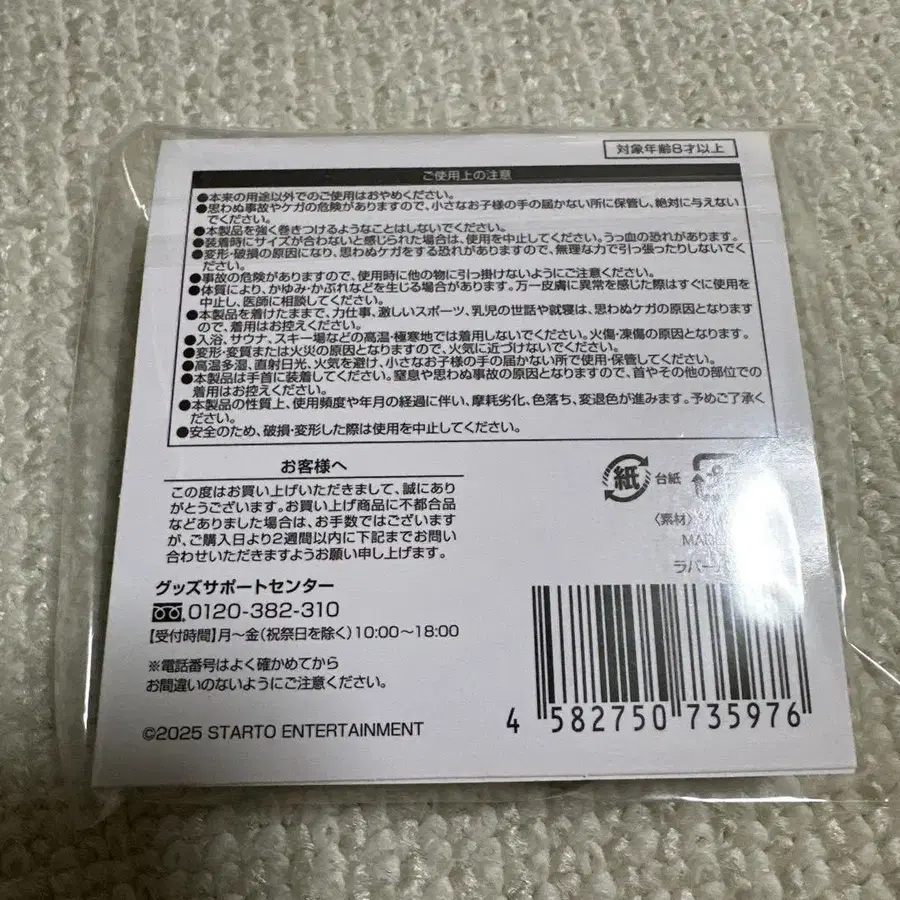 対象年齢8才以上
ご使用上の注意
●本来の用途以外でのご使用はおやめください。
●思わぬ事故やケガの危険がありますので、小さなお子様の手の届かない所に保管し、絶対に与えない
でください。
●本製品を強く巻きつけるようなことはしないでください。
●装着時にサイズが合わないと感じられた場合は、使用を中止してください。うっ血の恐れがあります。
●変形・破損の原因になり、思わぬケガをする恐れがありますので、無理な力で引っ張ったりしないでく
ださい。
●事故の危険がありますので、使用時に他の物に引っ掛けないようにご注意ください。
●体質により、かゆみ・かぶれなどを生じる場合があります。万一皮膚に異常を感じた際はすぐに使用を
中止し、医師に相談してください。
●本製品を着けたままで、力仕事、激しいスポーツ、乳児の世話や就寝は、思わぬケガの原因となります
ので、着用はお控えください。
●入浴、サウナ、スキー場などの高温・極寒地では着用しないでください。火傷・凍傷の原因となります。
●変形・変質または火災の原因となりますので、火気に近づけないでください。
●高温多湿、直射日光、火気を避け、小さなお子様の手の届かない所で使用・保管してください。
●本製品は手首に装着してください。窒息や思わぬ事故の原因となりますので、首やその他の部位での
着用はお控えください。
●本製品の性質上、使用頻度や年月の経過に伴い、摩耗劣化、色落ち、変退色が進みます。予めご了承く
ださい。
●安全のため、破損・変形した際は使用を中止してください。
お客様へ
この度はお買い上げいただきまして、誠にあり
がとうございます。お買い上げ商品に不都合品
などありました場合は、お手数ではございます
が、ご購入日より2週間以内に下記までお問い
合わせいただきますようお願い申し上げます。
グッズサポートセンター
0120-382-310
【受付時間】月〜金(祝祭日を除く)10:00〜18:00
※電話番号はよく確かめてから
お間違いのないようにご注意ください。
©2025 STARTO ENTERTAINMENT
紙 台紙
〈素材〉
ラバー
4 582750 735976